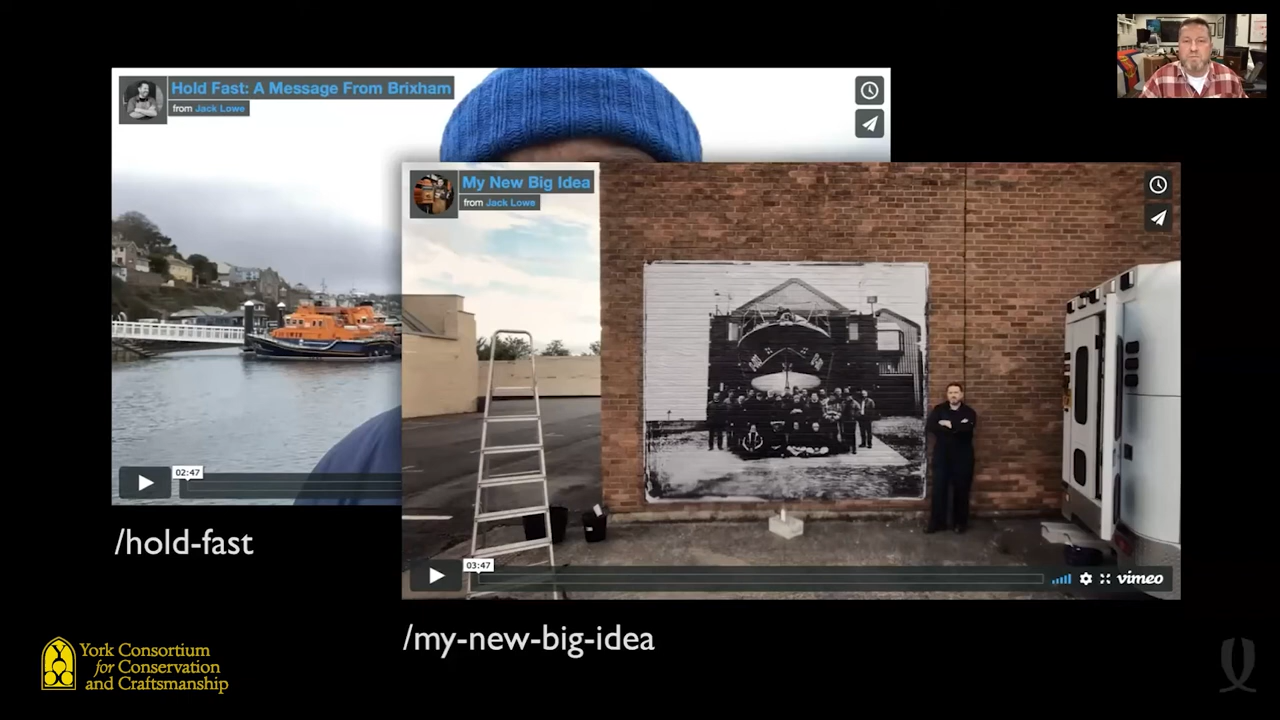 Hold Fast: A Message From Brixham
from Jack Lowe
My New Big Idea
from Jack Lowe
02:47
/hold-fast
03:47
vimeo
/my-new-big-idea
York Consortium
for Conservation
and Craftsmanship